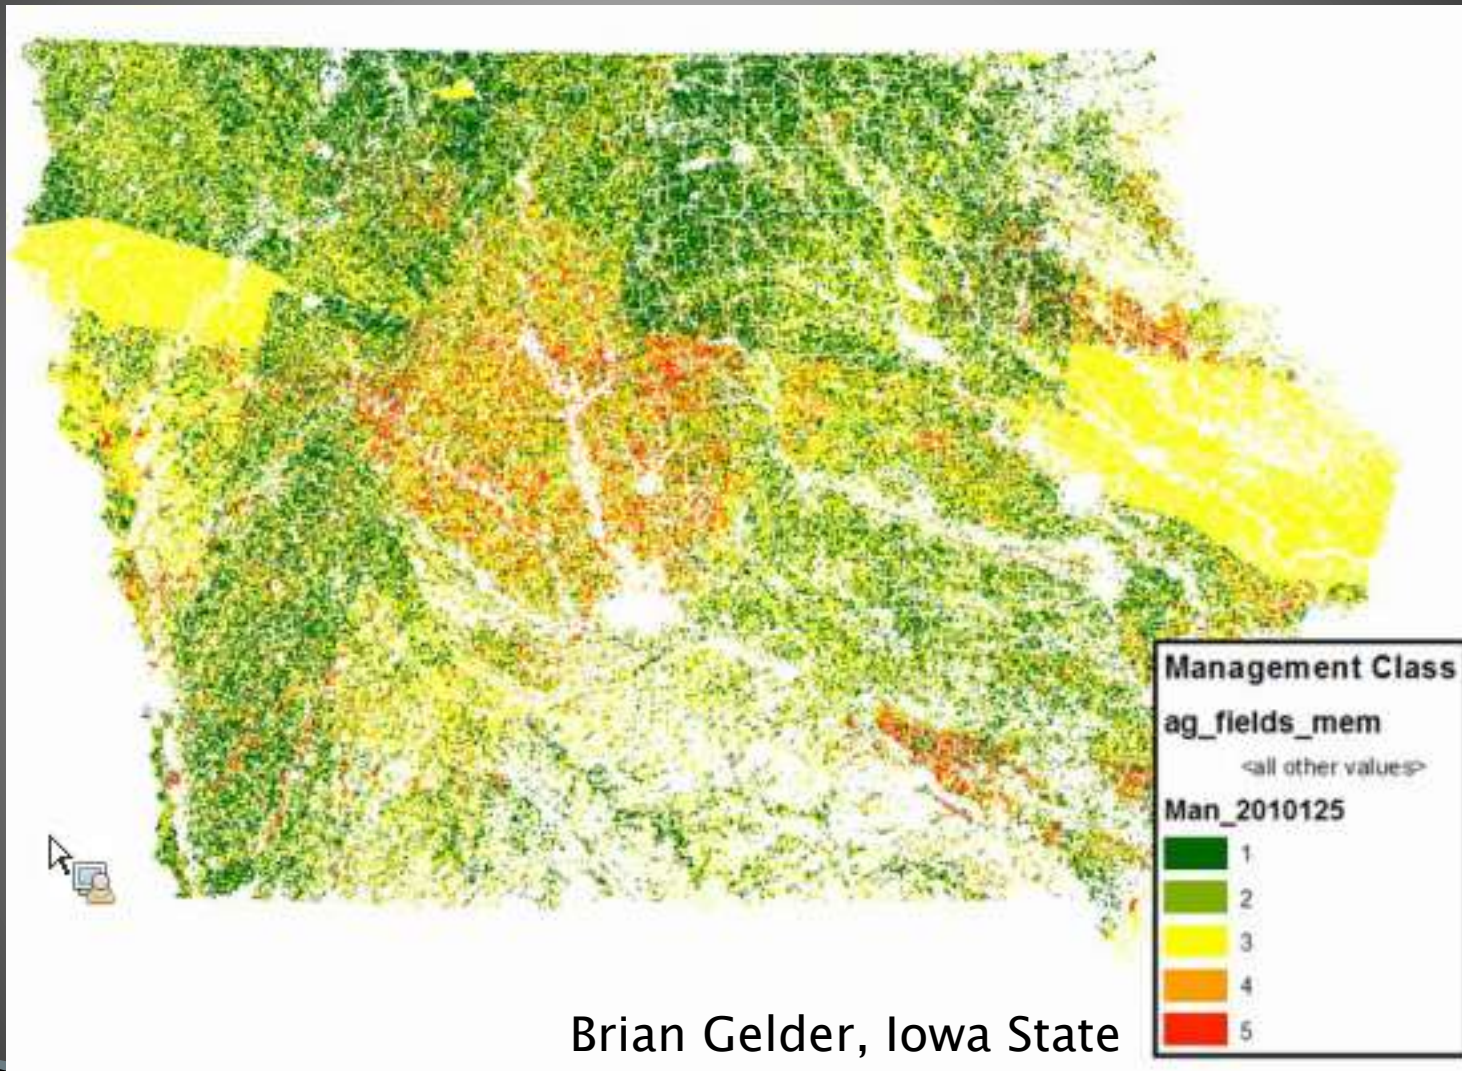 Management Class
ag_fields_mem
<all other values>
Man_2010125
1
2
3
4
5
Brian Gelder, Iowa State